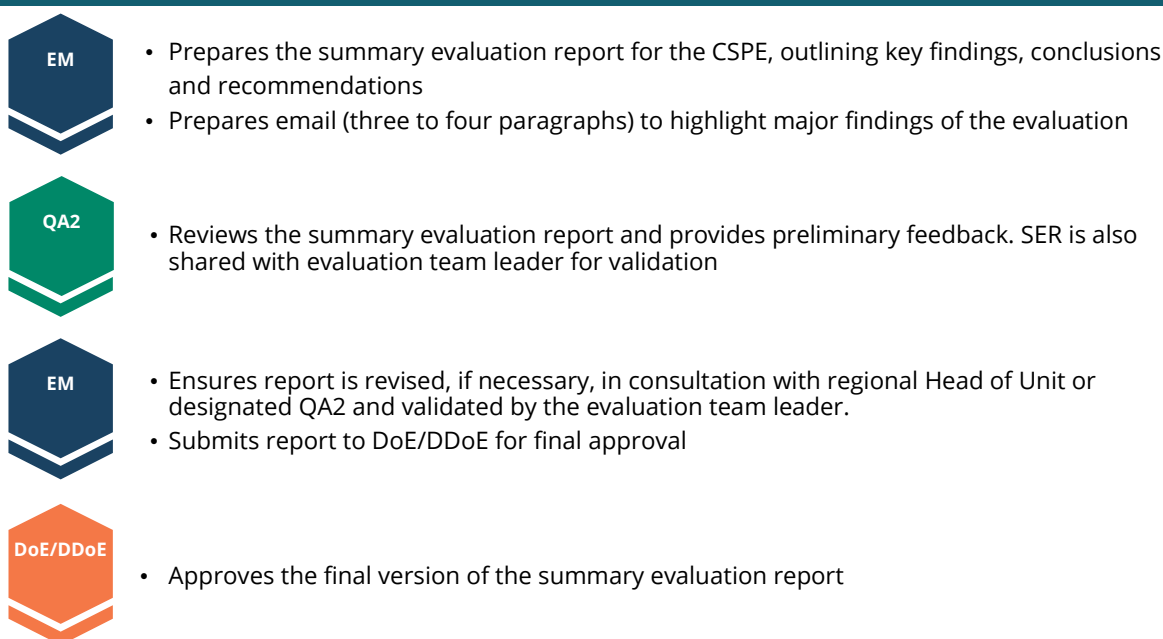 EM
• Prepares the summary evaluation report for the CSPE, outlining key findings, conclusions
and recommendations
• Prepares email (three to four paragraphs) to highlight major findings of the evaluation
QA2
• Reviews the summary evaluation report and provides preliminary feedback. SER is also
shared with evaluation team leader for validation
EM
• Ensures report is revised, if necessary, in consultation with regional Head of Unit or
designated QA2 and validated by the evaluation team leader.
• Submits report to DoE/DDoE for final approval
DoE/DDoE
• Approves the final version of the summary evaluation report